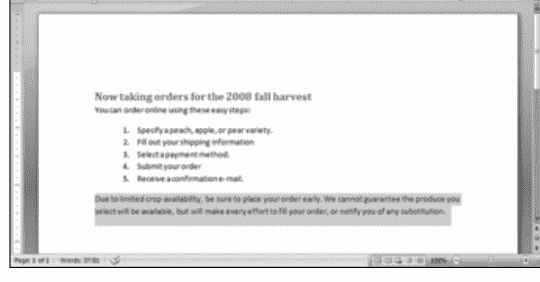 Now taking orders for the 2008 fall harvest
You can order online using these easy steps:
1. Specify a peach, apple, or pear variety.
2. Fill out your shipping information
3. Select a payment method.
4. Submit your order
5. Receive a confirmation e-mail.
Due to limited crop availability, be sure to place your order early. We cannot guarantee the produce you
select will be available, but will make every effort to fill your order, or notify you of any substitution.
Page: 1 of 1 Words: 37/81 100%